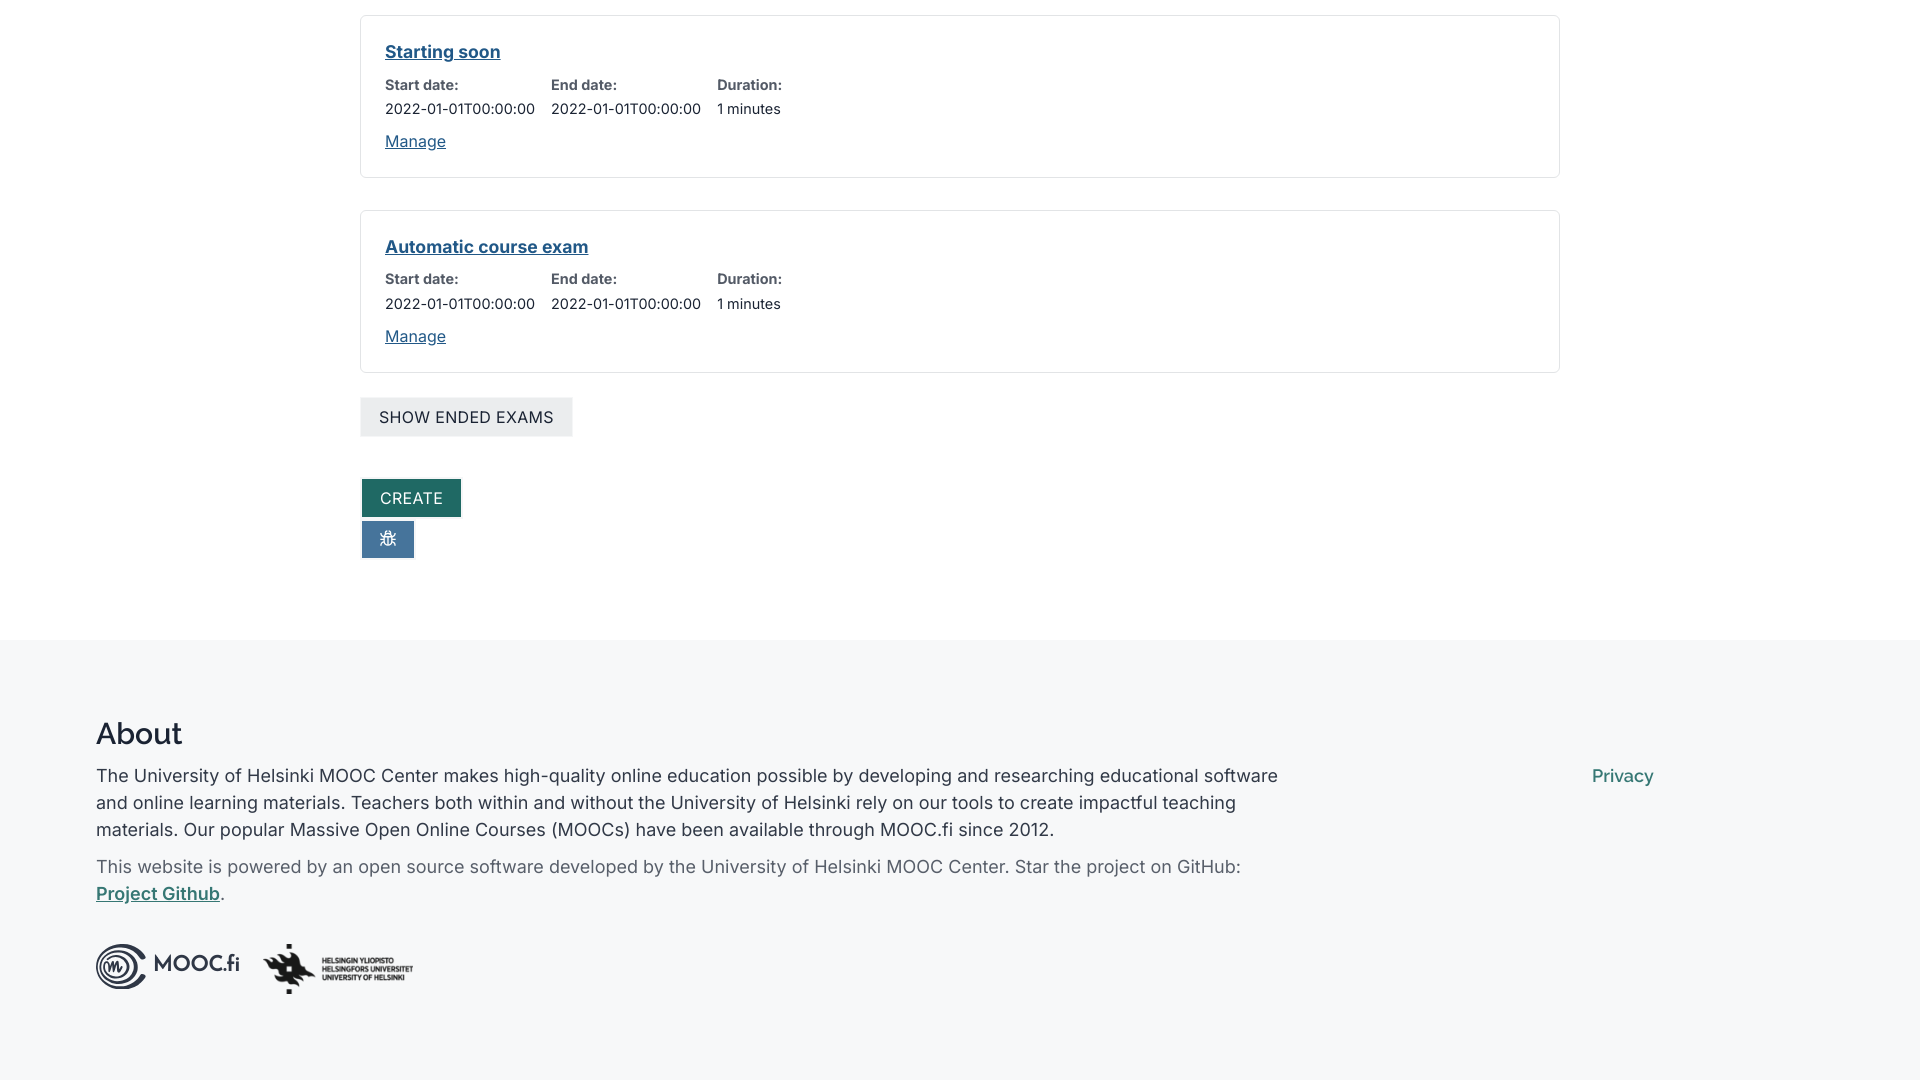 Starting soon
Start date: End date: Duration:
2022-01-01T00:00:00 2022-01-01T00:00:00 1 minutes
Manage
Automatic course exam
Start date: End date: Duration:
2022-01-01T00:00:00 2022-01-01T00:00:00 1 minutes
Manage
SHOW ENDED EXAMS
CREATE
About
The University of Helsinki MOOC Center makes high-quality online education possible by developing and researching educational software
and online learning materials. Teachers both within and without the University of Helsinki rely on our tools to create impactful teaching
materials. Our popular Massive Open Online Courses (MOOCs) have been available through MOOC.fi since 2012.
Privacy
This website is powered by an open source software developed by the University of Helsinki MOOC Center. Star the project on GitHub:
Project Github.
MOOC.fi
HELSINGIN YLIOPISTO
HELSINGFORS UNIVERSITET
UNIVERSITY OF HELSINKI